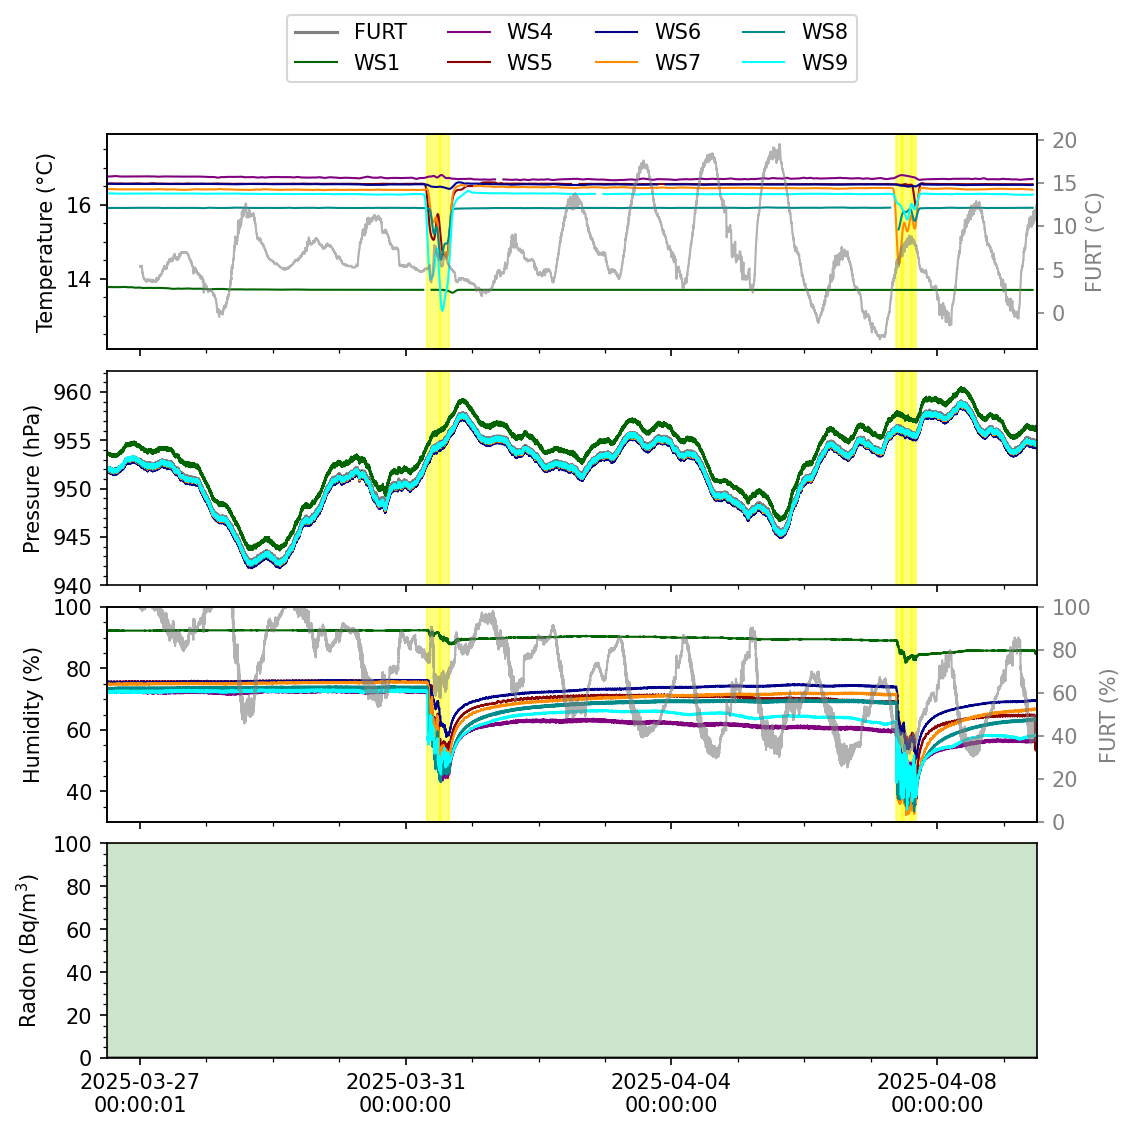 FURT WS4 WS6 WS8
WS1 WS5 WS7 WS9
Temperature (°C)
16
14
20
15
10
5
0
FURT (°C)
Pressure (hPa)
960
955
950
945
940
Humidity (%)
100
80
60
40
100
80
60
40
20
0
FURT (%)
Radon (Bq/m³)
100
80
60
40
20
0
2025-03-27 2025-03-31 2025-04-04 2025-04-08
00:00:01 00:00:00 00:00:00 00:00:00